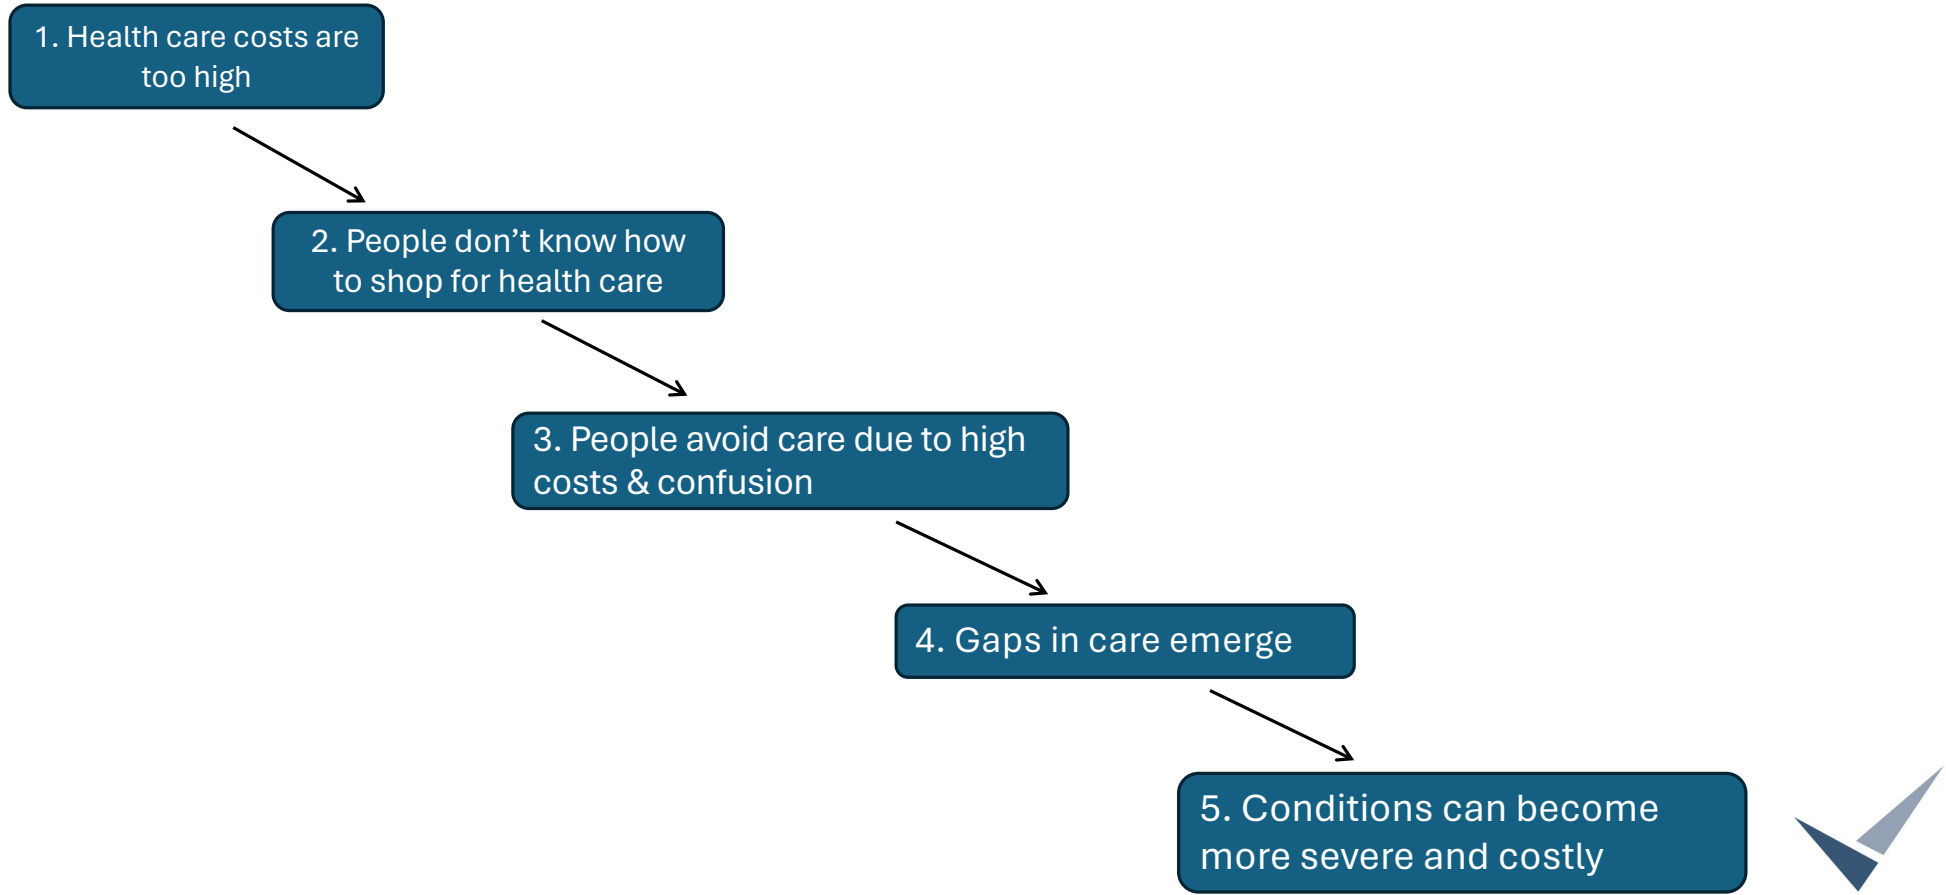 1. Health care costs are
too high
2. People don’t know how
to shop for health care
3. People avoid care due to high
costs & confusion
4. Gaps in care emerge
5. Conditions can become
more severe and costly